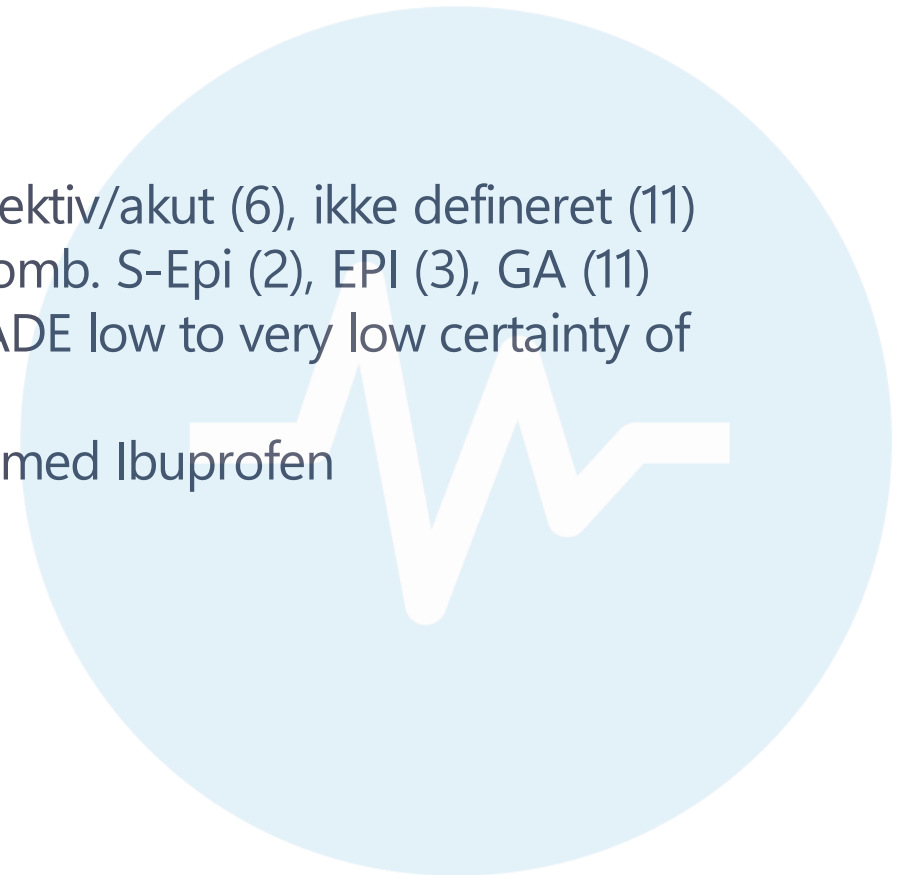 ektiv/akut (6), ikke defineret (11)
omb. S-Epi (2), EPI (3), GA (11)
ADE low to very low certainty of
med Ibuprofen